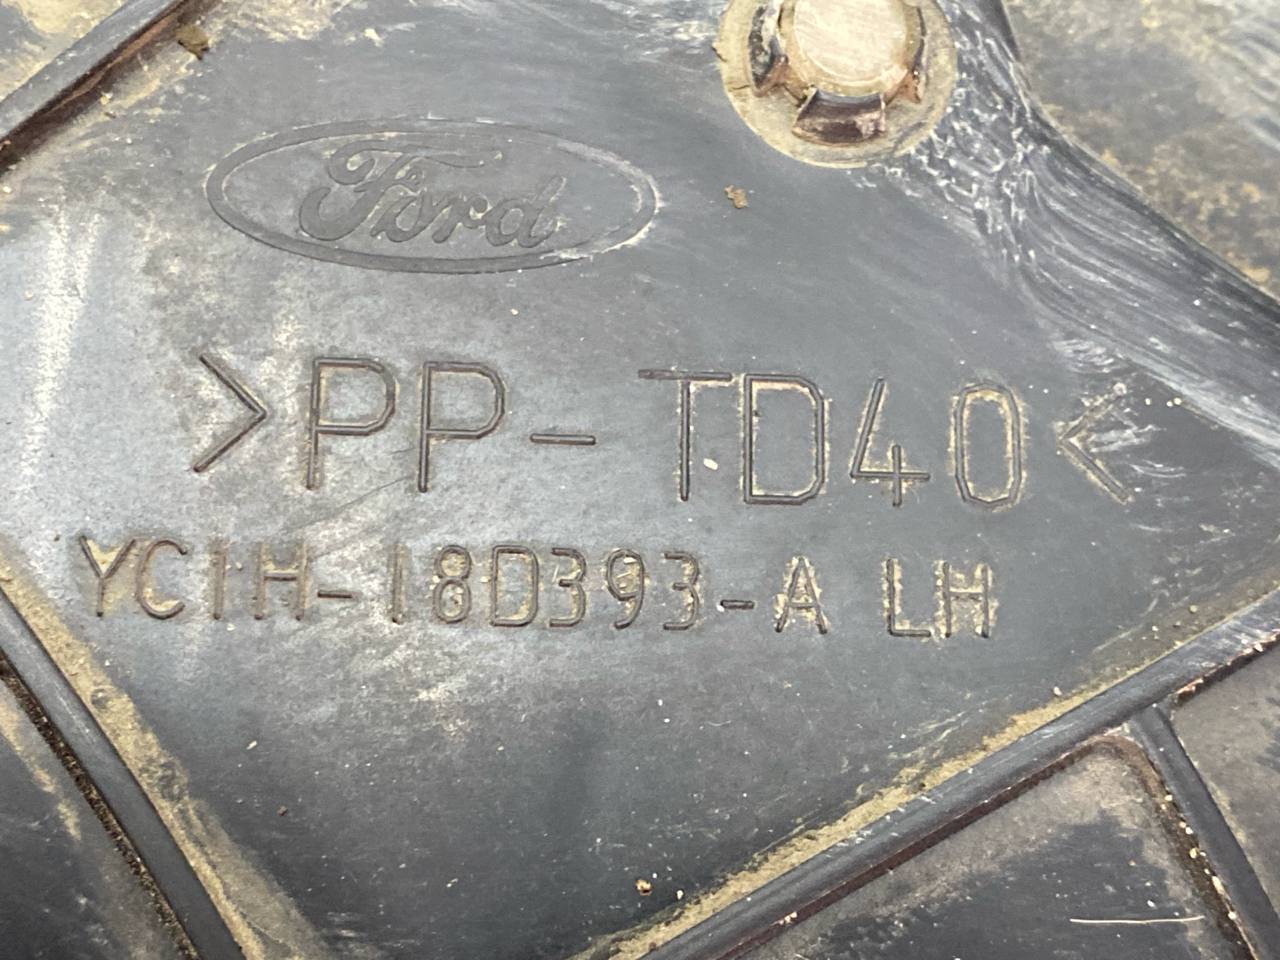 Ford
>PP-TD40<
YC1H-18D393-A LH